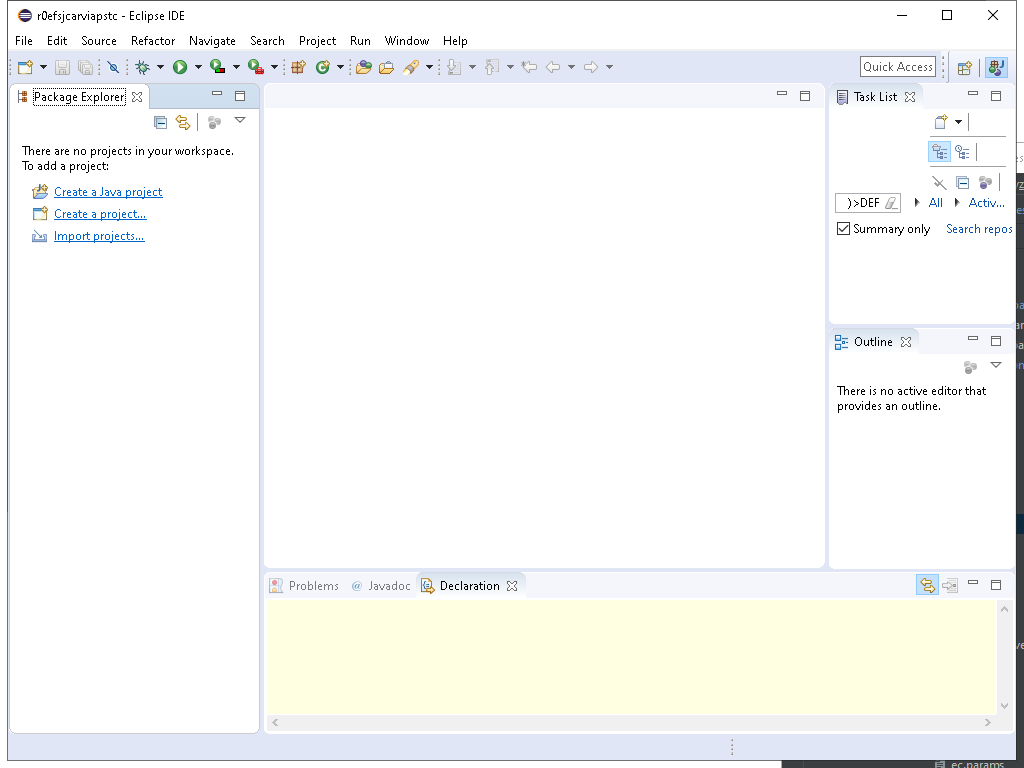 r0efsjcarviapstc - Eclipse IDE
File Edit Source Refactor Navigate Search Project Run Window Help
Quick Access
Package Explorer
There are no projects in your workspace.
To add a project:
Create a Java project
Create a project...
Import projects...
Task List
)>DEF All Activ...
Summary only Search repos
Outline
There is no active editor that
provides an outline.
Problems @ Javadoc Declaration
ec.params